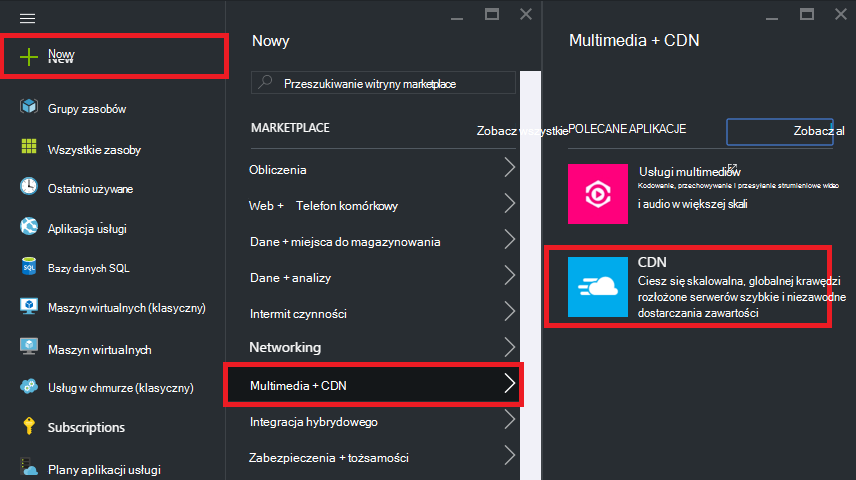 Nowy
New
Grupy zasobów
Wszystkie zasoby
Ostatnio używane
Aplikacja usługi
SQL
Bazy danych SQL
Maszyn wirtualnych (klasyczny)
Maszyn wirtualnych
Usług w chmurze (klasyczny)
Subscriptions
Plany aplikacji usługi
Nowy
Przeszukiwanie witryny marketplace
MARKETPLACE
Zobacz wszystkie
Obliczenia
Web + Telefon komórkowy
Dane + miejsca do magazynowania
Dane + analizy
Intermit czynności
Networking
Multimedia + CDN
Integracja hybrydowego
Zabezpieczenia + tożsamości
Multimedia + CDN
POLECANE APLIKACJE
Zobacz al
Usługi multimediów
Kodowanie, przechowywanie i przesyłanie strumieniowe wideo
i audio w większej skali
CDN
Ciesz się skalowalna, globalnej krawędzi
rozłożone serwerów szybkie i niezawodne
dostarczania zawartości